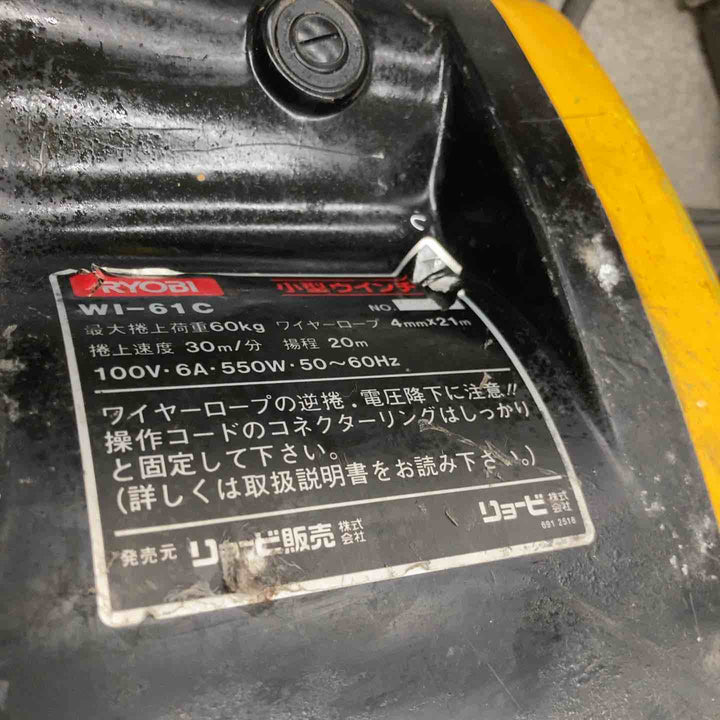 RYOBI 小型ウインチ
WI-61C NO.
最大捲上荷重60kg ワイヤーロープ 4mm×21m
捲上速度 30m/分 揚程 20m
100V・6A・550W・50～60Hz
ワイヤーロープの逆捲.電圧降下に注意!!
操作コードのコネクターリングはしっかり
と固定して下さい。
(詳しくは取扱説明書をお読み下さい。)
発売元 リョービ販売 株式会社
リョービ 株式会社
691 2516